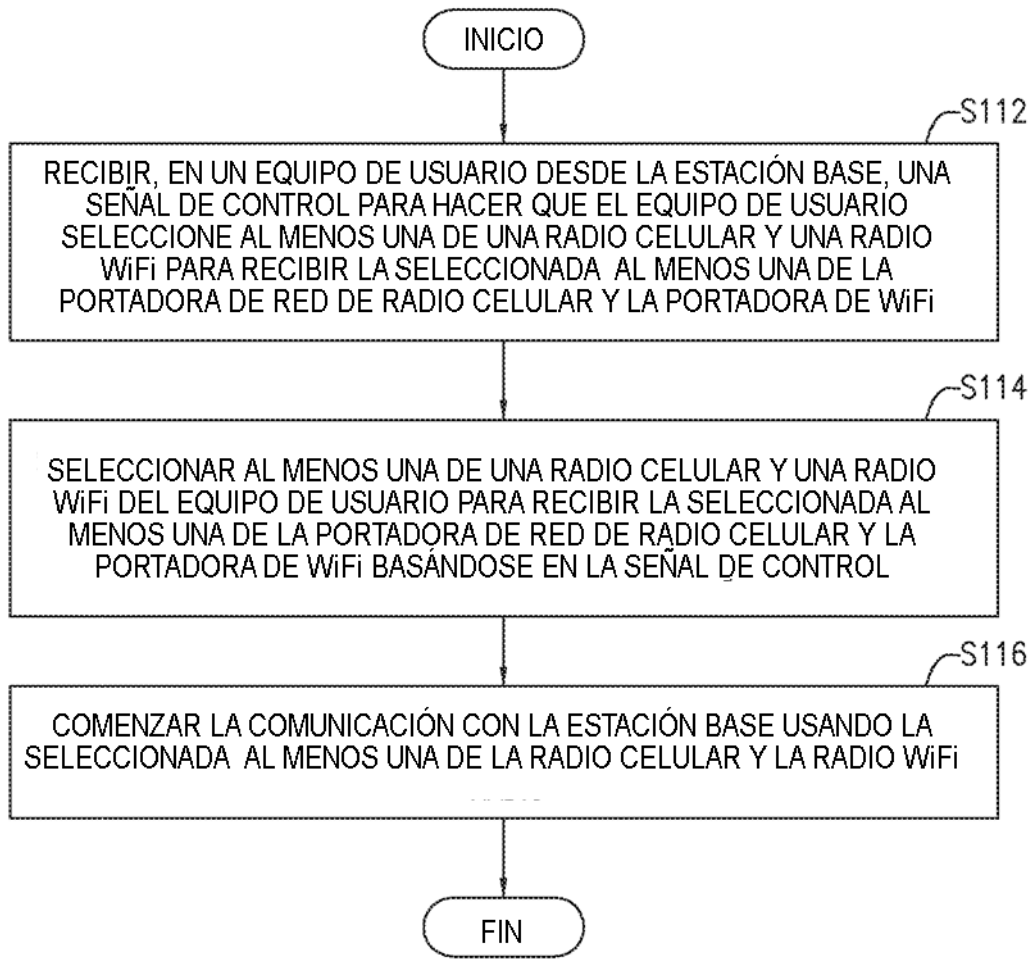 INICIO
S112
RECIBIR, EN UN EQUIPO DE USUARIO DESDE LA ESTACIÓN BASE, UNA
SEÑAL DE CONTROL PARA HACER QUE EL EQUIPO DE USUARIO
SELECCIONE AL MENOS UNA DE UNA RADIO CELULAR Y UNA RADIO
WiFi PARA RECIBIR LA SELECCIONADA AL MENOS UNA DE LA
PORTADORA DE RED DE RADIO CELULAR Y LA PORTADORA DE WiFi
S114
SELECCIONAR AL MENOS UNA DE UNA RADIO CELULAR Y UNA RADIO
WiFi DEL EQUIPO DE USUARIO PARA RECIBIR LA SELECCIONADA AL
MENOS UNA DE LA PORTADORA DE RED DE RADIO CELULAR Y LA
PORTADORA DE WiFi BASÁNDOSE EN LA SEÑAL DE CONTROL
S116
COMENZAR LA COMUNICACIÓN CON LA ESTACIÓN BASE USANDO LA
SELECCIONADA AL MENOS UNA DE LA RADIO CELULAR Y LA RADIO WiFi
FIN